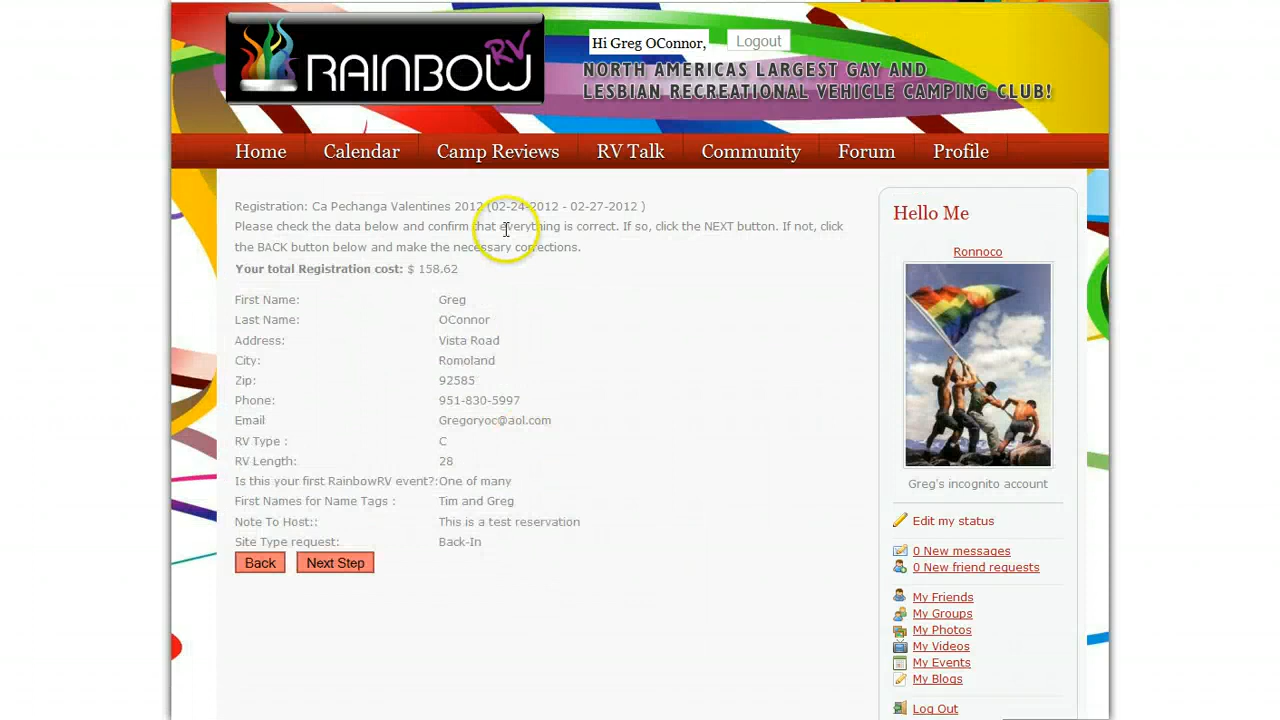 RAINBOW RV
Hi Greg OConnor,
Logout
NORTH AMERICAS LARGEST GAY AND
LESBIAN RECREATIONAL VEHICLE CAMPING CLUB!
Home Calendar Camp Reviews RV Talk Community Forum Profile
Registration: Ca Pechanga Valentines 2012 (02-24-2012 - 02-27-2012 )
Please check the data below and confirm that everything is correct. If so, click the NEXT button. If not, click
the BACK button below and make the necessary corrections.
Your total Registration cost: $ 158.62
First Name: Greg
Last Name: OConnor
Address: Vista Road
City: Romoland
Zip: 92585
Phone: 951-830-5997
Email Gregoryoc@aol.com
RV Type : C
RV Length: 28
Is this your first RainbowRV event?: One of many
First Names for Name Tags : Tim and Greg
Note To Host:: This is a test reservation
Site Type request: Back-In
Back Next Step
Hello Me
Ronnoco
Greg's incognito account
Edit my status
0 New messages
0 New friend requests
My Friends
My Groups
My Photos
My Videos
My Events
My Blogs
Log Out